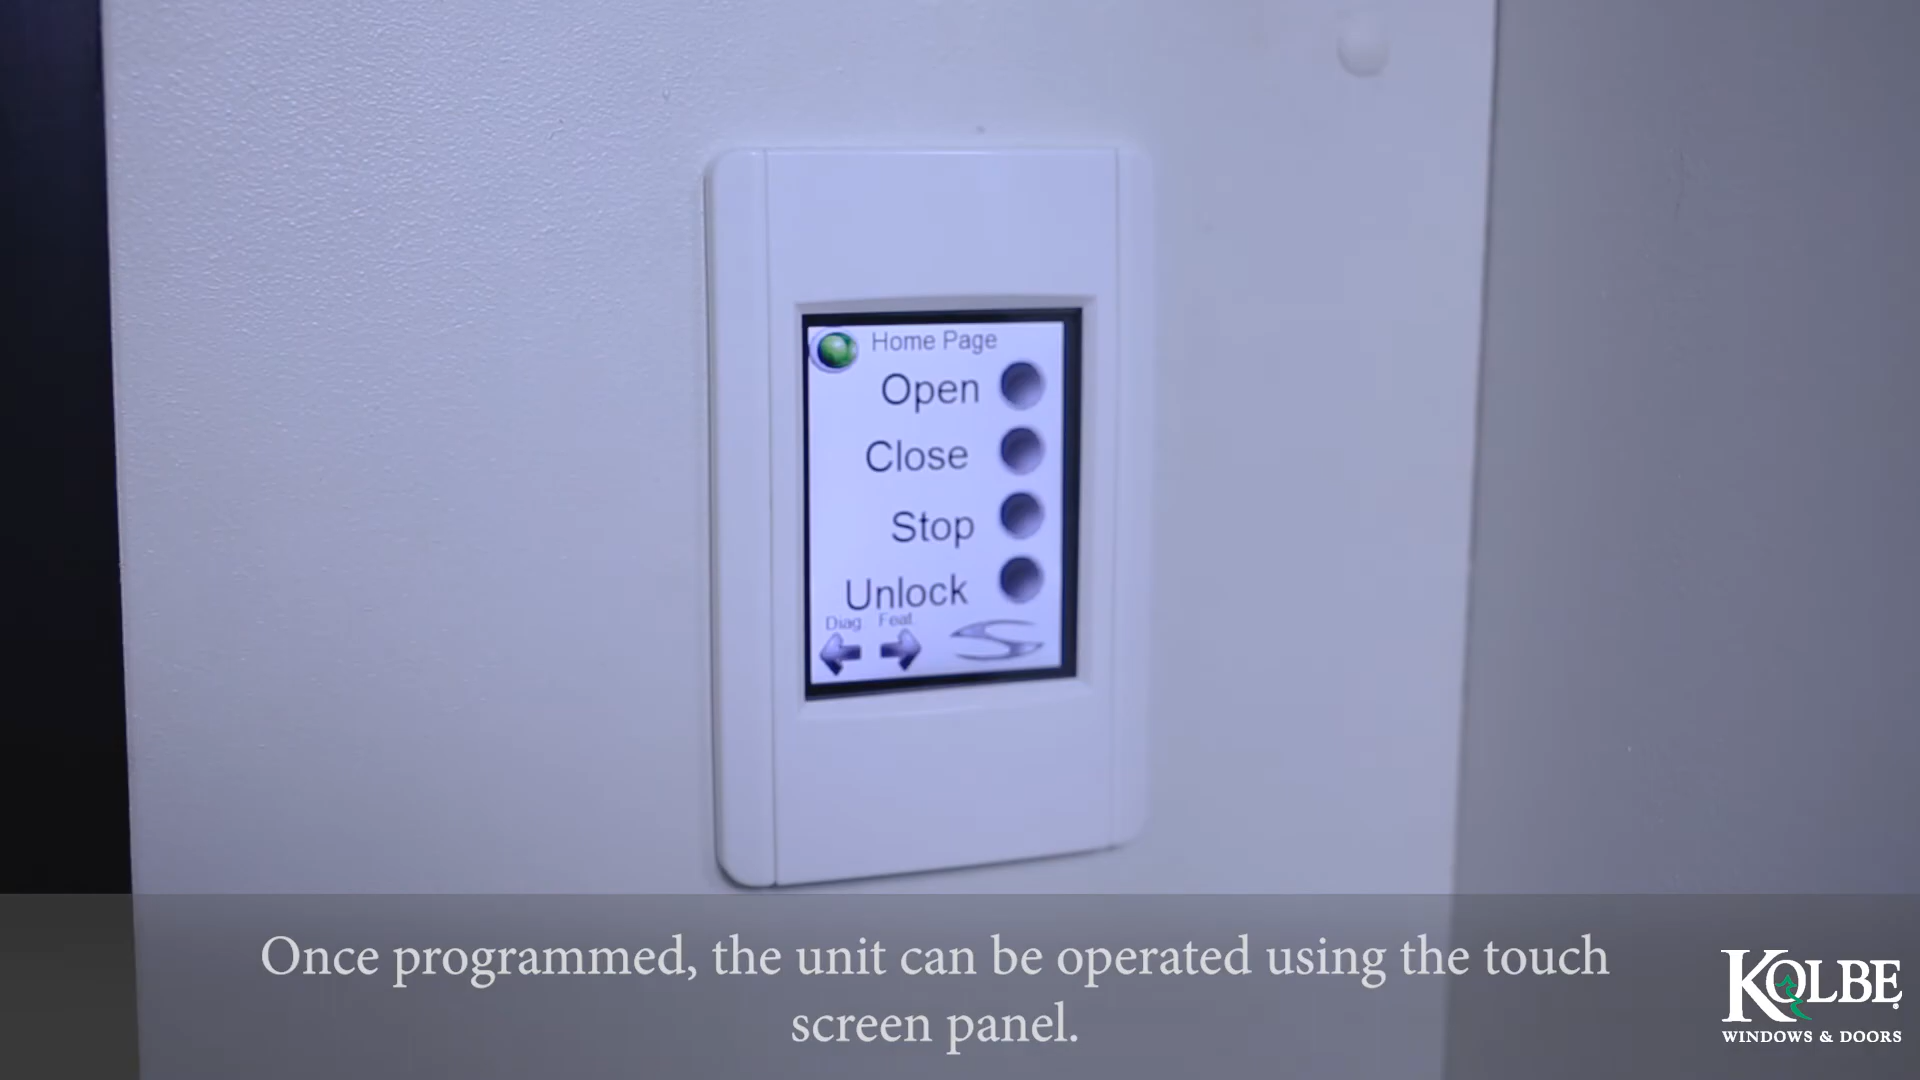 Home Page
Open
Close
Stop
Unlock
Diag Feat
Once programmed, the unit can be operated using the touch
screen panel.
KOLBE
WINDOWS & DOORS